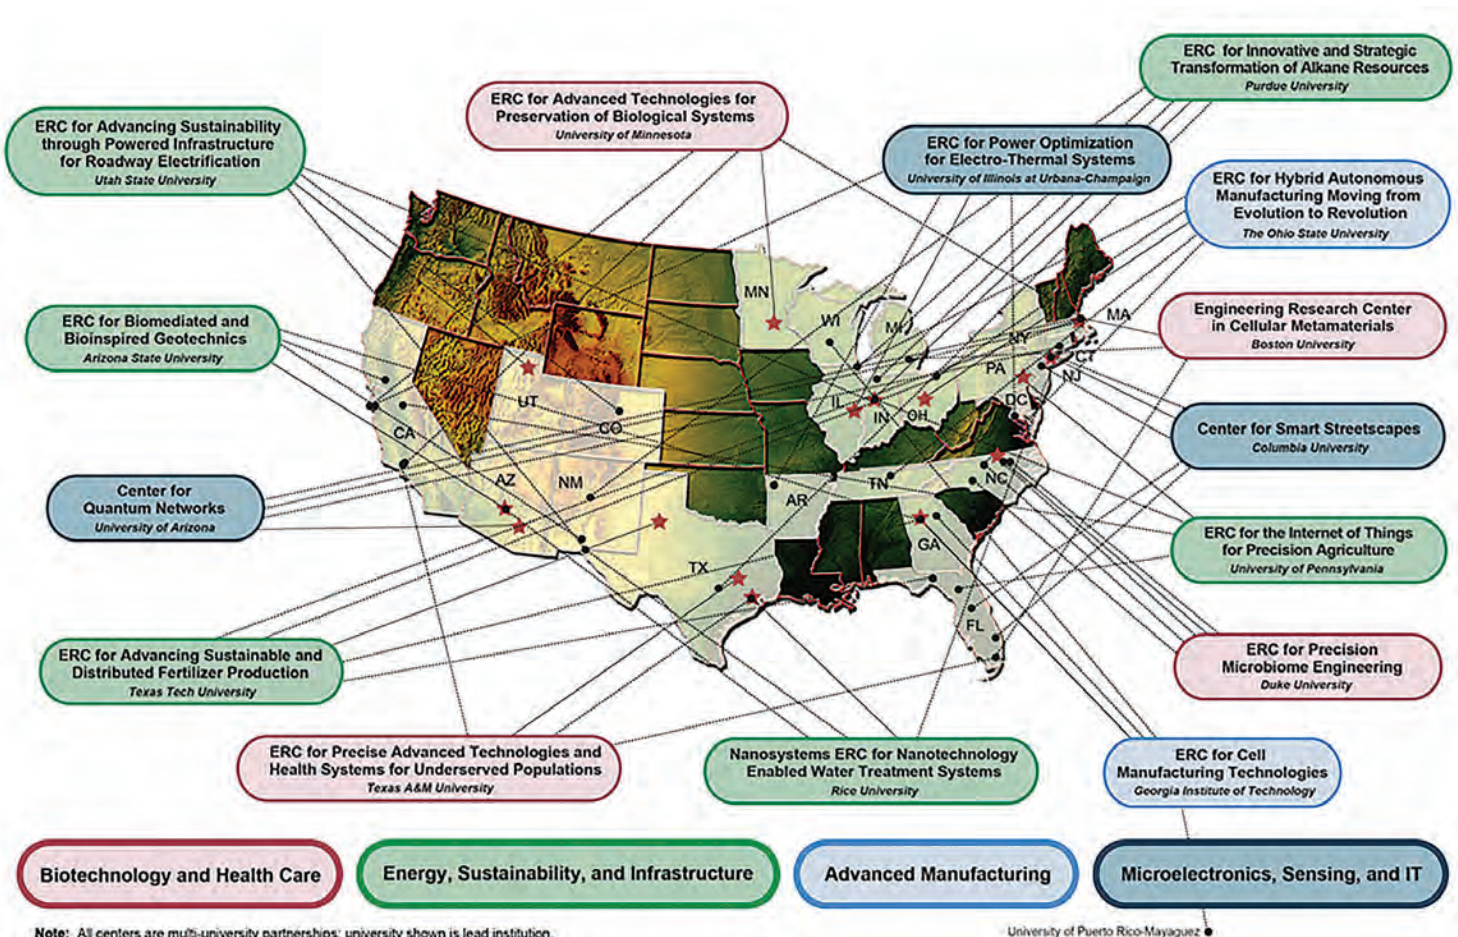 ERC for Innovative and Strategic
Transformation of Alkane Resources
Purdue University
ERC for Advanced Technologies for
Preservation of Biological Systems
University of Minnesota
ERC for Advancing Sustainability
through Powered Infrastructure
for Roadway Electrification
Utah State University
ERC for Power Optimization
for Electro-Thermal Systems
University of Illinois at Urbana-Champaign
ERC for Hybrid Autonomous
Manufacturing Moving from
Evolution to Revolution
The Ohio State University
ERC for Biomediated and
Bioinspired Geotechnics
Arizona State University
Engineering Research Center
in Cellular Metamaterials
Boston University
Center for Smart Streetscapes
Columbia University
Center for
Quantum Networks
University of Arizona
ERC for the Internet of Things
for Precision Agriculture
University of Pennsylvania
ERC for Advancing Sustainable and
Distributed Fertilizer Production
Texas Tech University
ERC for Precision
Microbiome Engineering
Duke University
ERC for Precise Advanced Technologies and
Health Systems for Underserved Populations
Texas A&M University
Nanosystems ERC for Nanotechnology
Enabled Water Treatment Systems
Rice University
ERC for Cell
Manufacturing Technologies
Georgia Institute of Technology
MN
WI
MI
NY
MA
CT
NJ
PA
DC
UT
CO
CA
IL
IN
OH
AZ
NM
AR
TN
NC
GA
TX
FL
Biotechnology and Health Care
Energy, Sustainability, and Infrastructure
Advanced Manufacturing
Microelectronics, Sensing, and IT
Note: All centers are multi-university partnerships; university shown is lead institution.
University of Puerto Rico-Mayaguez